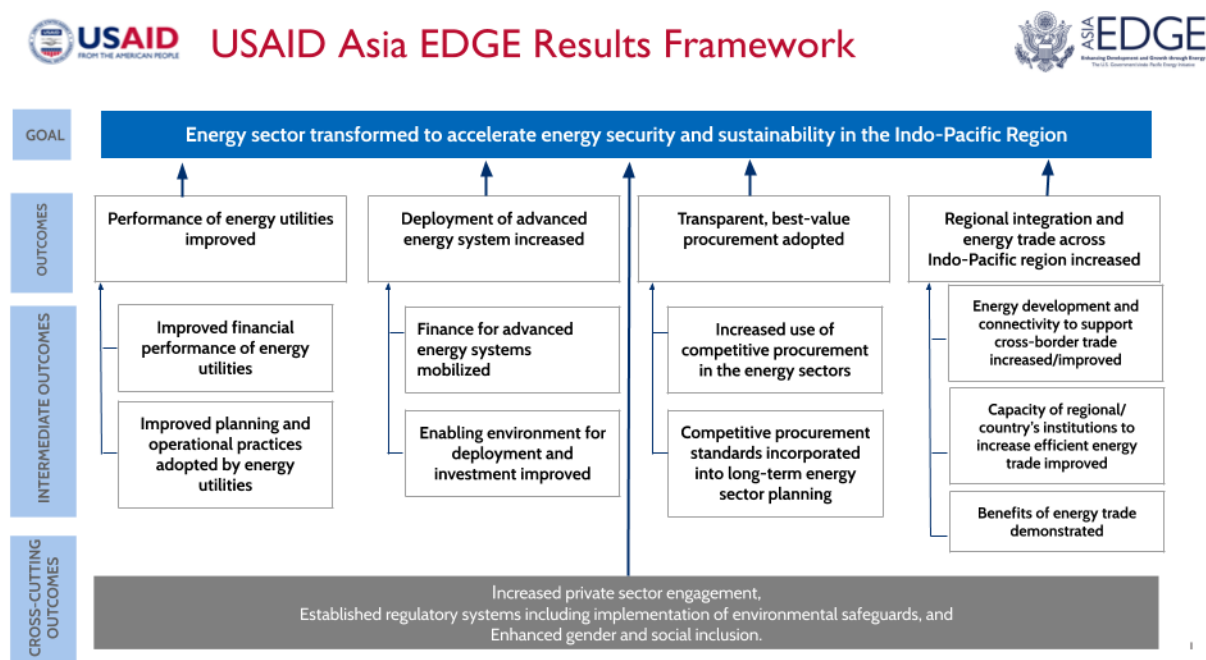 USAID
FROM THE AMERICAN PEOPLE
USAID Asia EDGE Results Framework
ASIA EDGE
Enhancing Development and Growth through Energy
GOAL
Energy sector transformed to accelerate energy security and sustainability in the Indo-Pacific Region
OUTCOMES
Performance of energy utilities
improved
Deployment of advanced
energy system increased
Transparent, best-value
procurement adopted
Regional integration and
energy trade across
Indo-Pacific region increased
INTERMEDIATE OUTCOMES
Improved financial
performance of energy
utilities
Improved planning and
operational practices
adopted by energy
utilities
Finance for advanced
energy systems
mobilized
Enabling environment for
deployment and
investment improved
Increased use of
competitive procurement
in the energy sectors
Competitive procurement
standards incorporated
into long-term energy
sector planning
Energy development and
connectivity to support
cross-border trade
increased/improved
Capacity of regional/
country's institutions to
increase efficient energy
trade improved
Benefits of energy trade
demonstrated
CROSS-CUTTING
OUTCOMES
Increased private sector engagement,
Established regulatory systems including implementation of environmental safeguards, and
Enhanced gender and social inclusion.